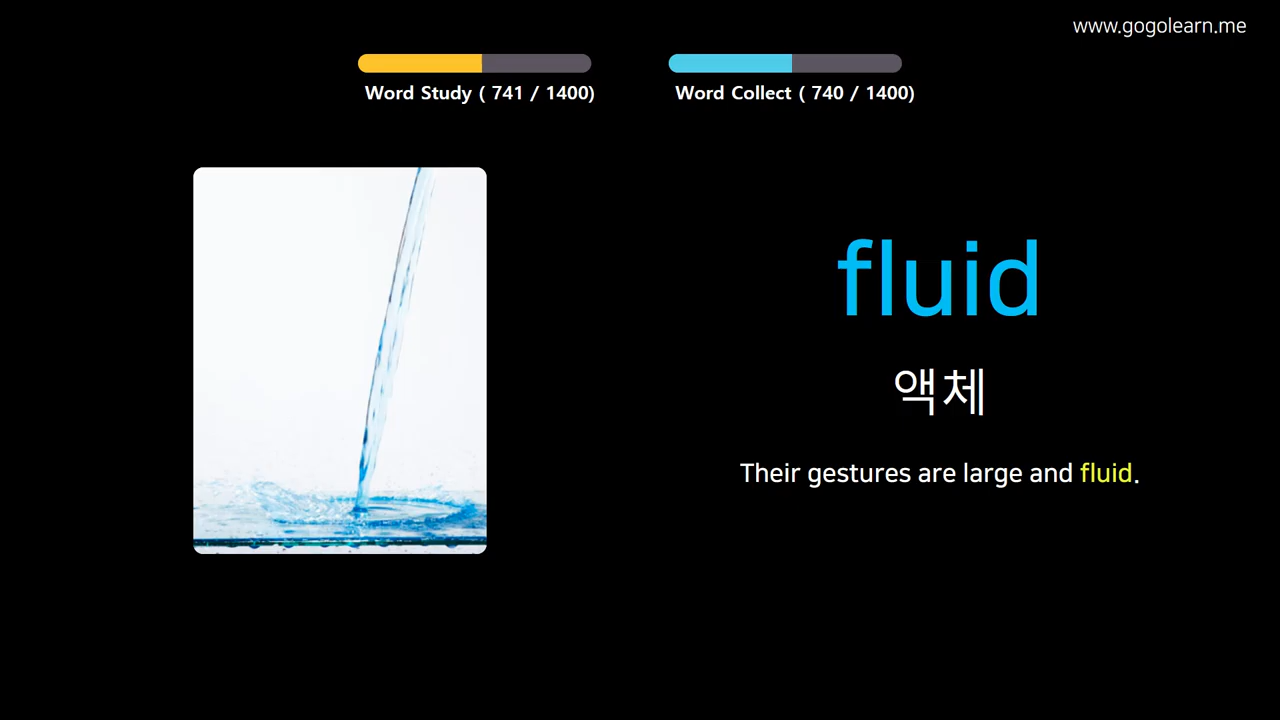 www.gogolearn.me
Word Study ( 741 / 1400)
Word Collect ( 740 / 1400)
fluid
액체
Their gestures are large and fluid.